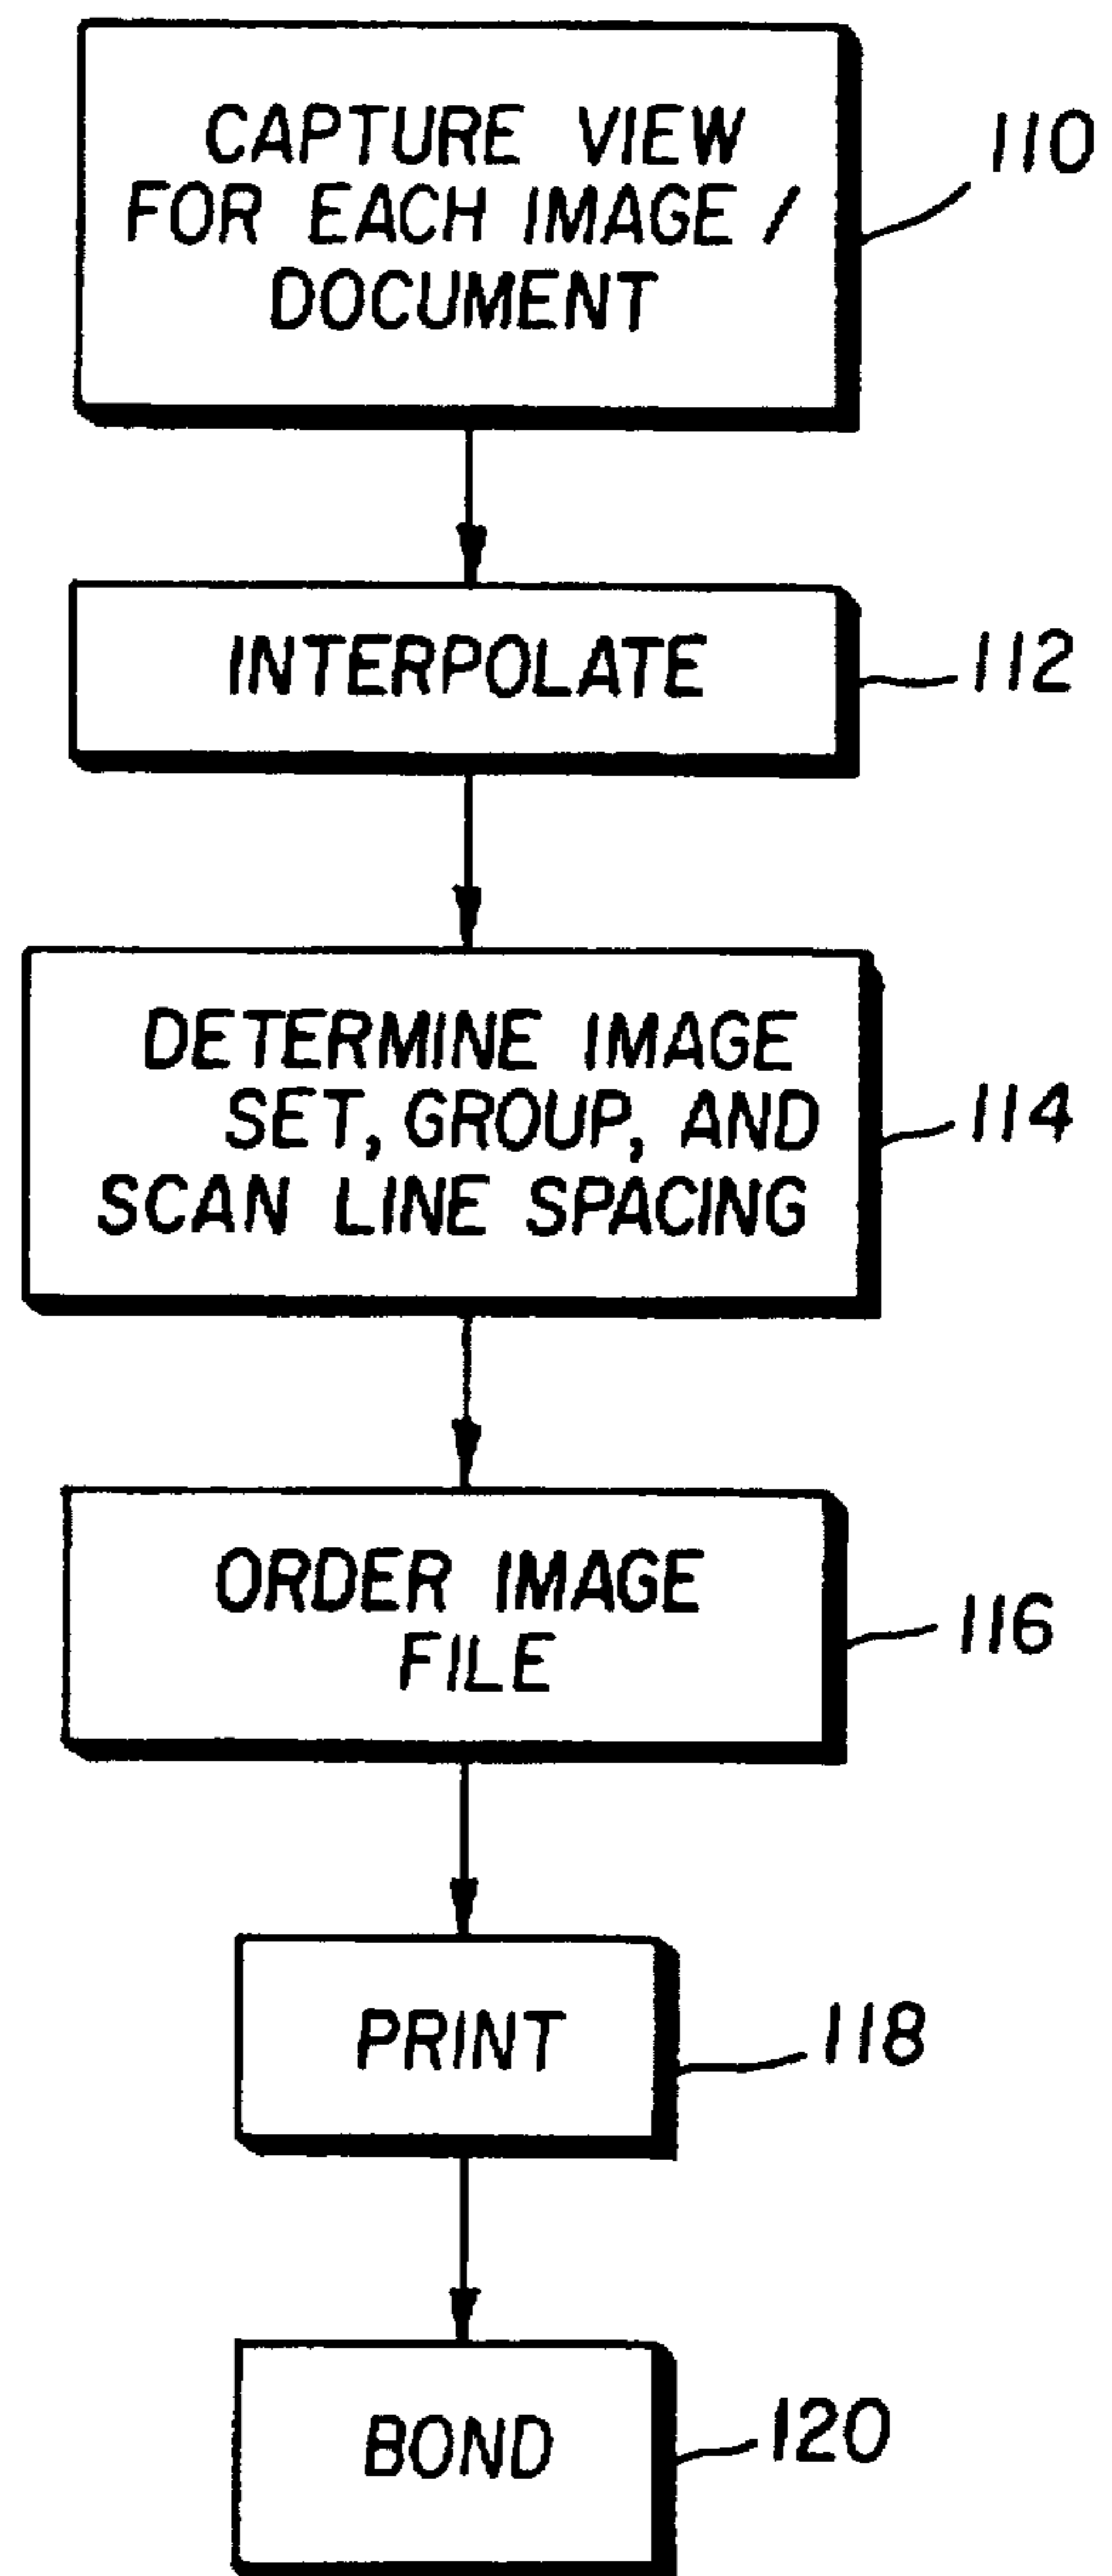 CAPTURE VIEW
FOR EACH IMAGE /
DOCUMENT
110
INTERPOLATE
112
DETERMINE IMAGE
SET, GROUP, AND
SCAN LINE SPACING
114
ORDER IMAGE
FILE
116
PRINT
118
BOND
120